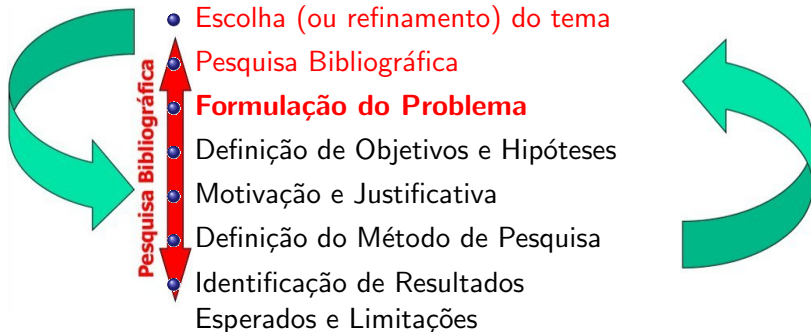 Escolha (ou refinamento) do tema
Pesquisa Bibliográfica
Formulação do Problema
Definição de Objetivos e Hipóteses
Motivação e Justificativa
Definição do Método de Pesquisa
Identificação de Resultados
Esperados e Limitações
Pesquisa Bibliográfica